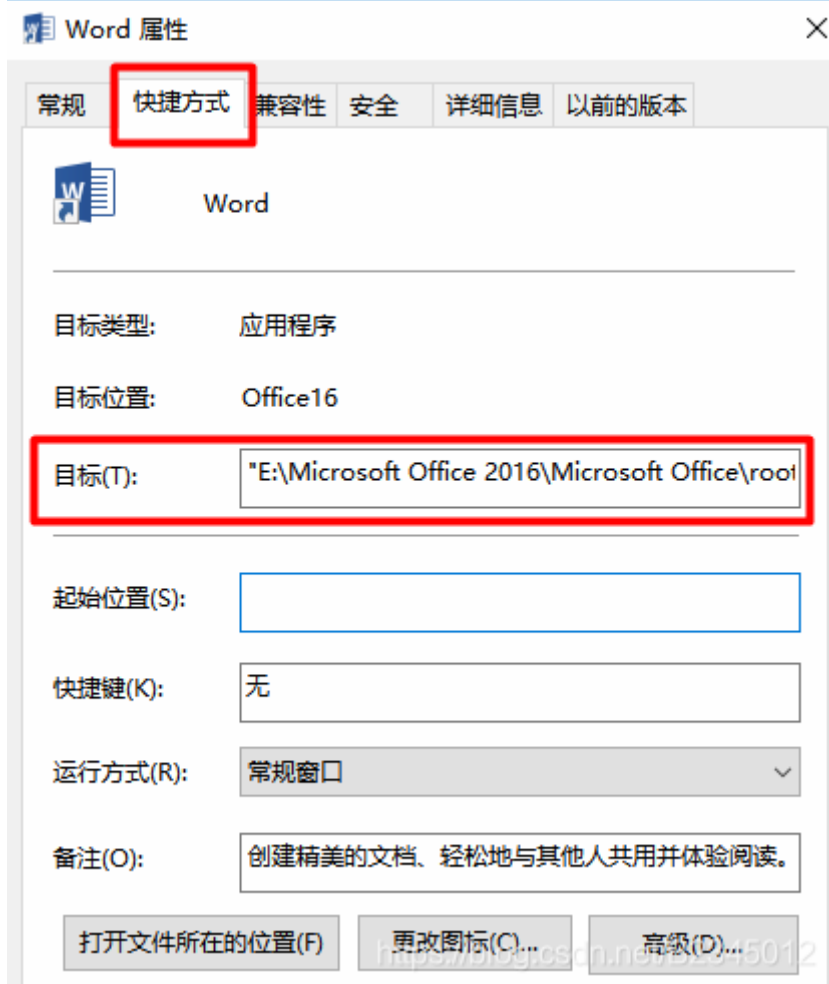 Word 属性
常规 快捷方式 兼容性 安全 详细信息 以前的版本
Word
目标类型: 应用程序
目标位置: Office16
目标(T): "E:\Microsoft Office 2016\Microsoft Office\root
起始位置(S):
快捷键(K): 无
运行方式(R): 常规窗口
备注(O): 创建精美的文档、轻松地与其他人共用并体验阅读。
打开文件所在的位置(F) 更改图标(C)... 高级(D)...